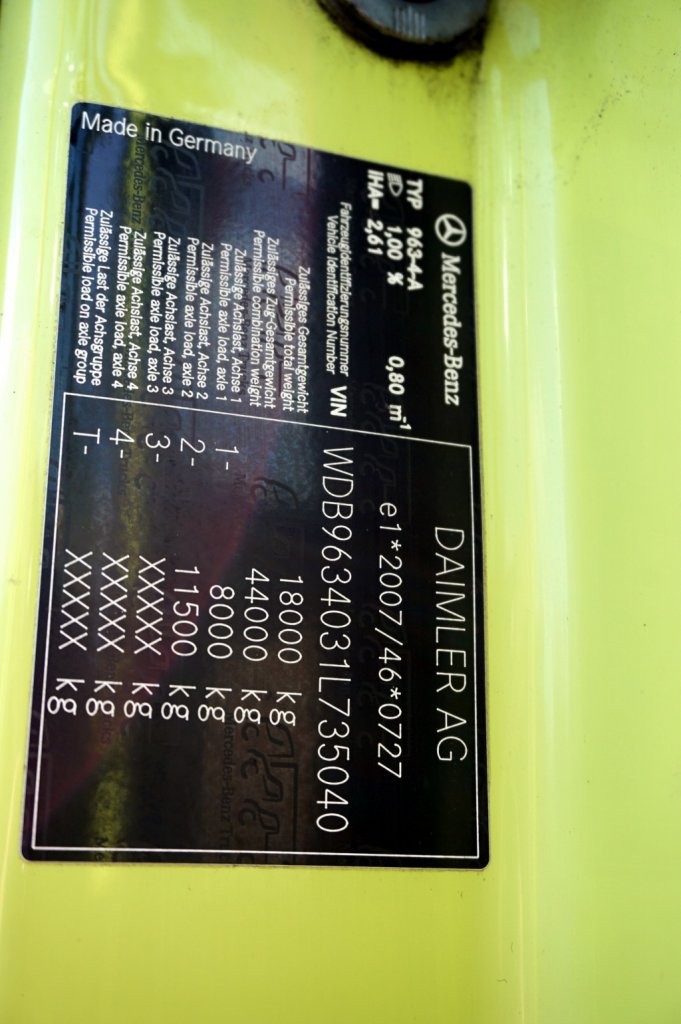 Mercedes-Benz
DAIMLER AG
TYP 963-4-A
1,00 % 0,80 m-1
IHA= 2,61
e1*2007/46*0727
Fahrzeugidentifizierungsnummer
Vehicle Identification Number VIN WDB9634031L735040
Zulässiges Gesamtgewicht
Permissible total weight 18000 kg
Zulässiges Zug-Gesamtgewicht
Permissible combination weight 44000 kg
Zulässige Achslast, Achse 1
Permissible axle load, axle 1 1- 8000 kg
Zulässige Achslast, Achse 2
Permissible axle load, axle 2 2- 11500 kg
Zulässige Achslast, Achse 3
Permissible axle load, axle 3 3- XXXXX kg
Zulässige Achslast, Achse 4
Permissible axle load, axle 4 4- XXXXX kg
Zulässige Last der Achsgruppe
Permissible load on axle group T- XXXXX kg
Made in Germany